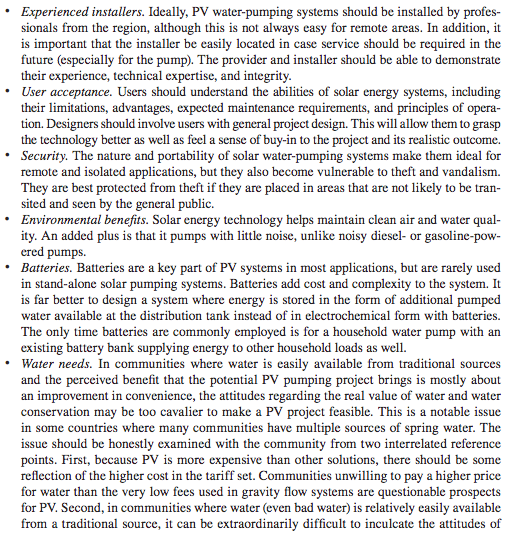 • Experienced installers. Ideally, PV water-pumping systems should be installed by profes-
sionals from the region, although this is not always easy for remote areas. In addition, it
is important that the installer be easily located in case service should be required in the
future (especially for the pump). The provider and installer should be able to demonstrate
their experience, technical expertise, and integrity.
• User acceptance. Users should understand the abilities of solar energy systems, including
their limitations, advantages, expected maintenance requirements, and principles of opera-
tion. Designers should involve users with general project design. This will allow them to grasp
the technology better as well as feel a sense of buy-in to the project and its realistic outcome.
• Security. The nature and portability of solar water-pumping systems make them ideal for
remote and isolated applications, but they also become vulnerable to theft and vandalism.
They are best protected from theft if they are placed in areas that are not likely to be tran-
sited and seen by the general public.
• Environmental benefits. Solar energy technology helps maintain clean air and water qual-
ity. An added plus is that it pumps with little noise, unlike noisy diesel- or gasoline-pow-
ered pumps.
• Batteries. Batteries are a key part of PV systems in most applications, but are rarely used
in stand-alone solar pumping systems. Batteries add cost and complexity to the system. It
is far better to design a system where energy is stored in the form of additional pumped
water available at the distribution tank instead of in electrochemical form with batteries.
The only time batteries are commonly employed is for a household water pump with an
existing battery bank supplying energy to other household loads as well.
• Water needs. In communities where water is easily available from traditional sources
and the perceived benefit that the potential PV pumping project brings is mostly about
an improvement in convenience, the attitudes regarding the real value of water and water
conservation may be too cavalier to make a PV project feasible. This is a notable issue
in some countries where many communities have multiple sources of spring water. The
issue should be honestly examined with the community from two interrelated reference
points. First, because PV is more expensive than other solutions, there should be some
reflection of the higher cost in the tariff set. Communities unwilling to pay a higher price
for water than the very low fees used in gravity flow systems are questionable prospects
for PV. Second, in communities where water (even bad water) is relatively easily available
from a traditional source, it can be extraordinarily difficult to inculcate the attitudes of